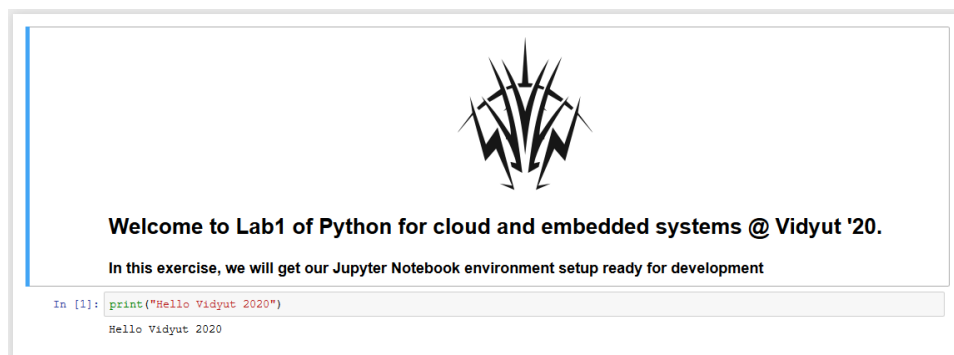 Welcome to Lab1 of Python for cloud and embedded systems @ Vidyut '20.
In this exercise, we will get our Jupyter Notebook environment setup ready for development
In [1]: print("Hello Vidyut 2020")
Hello Vidyut 2020